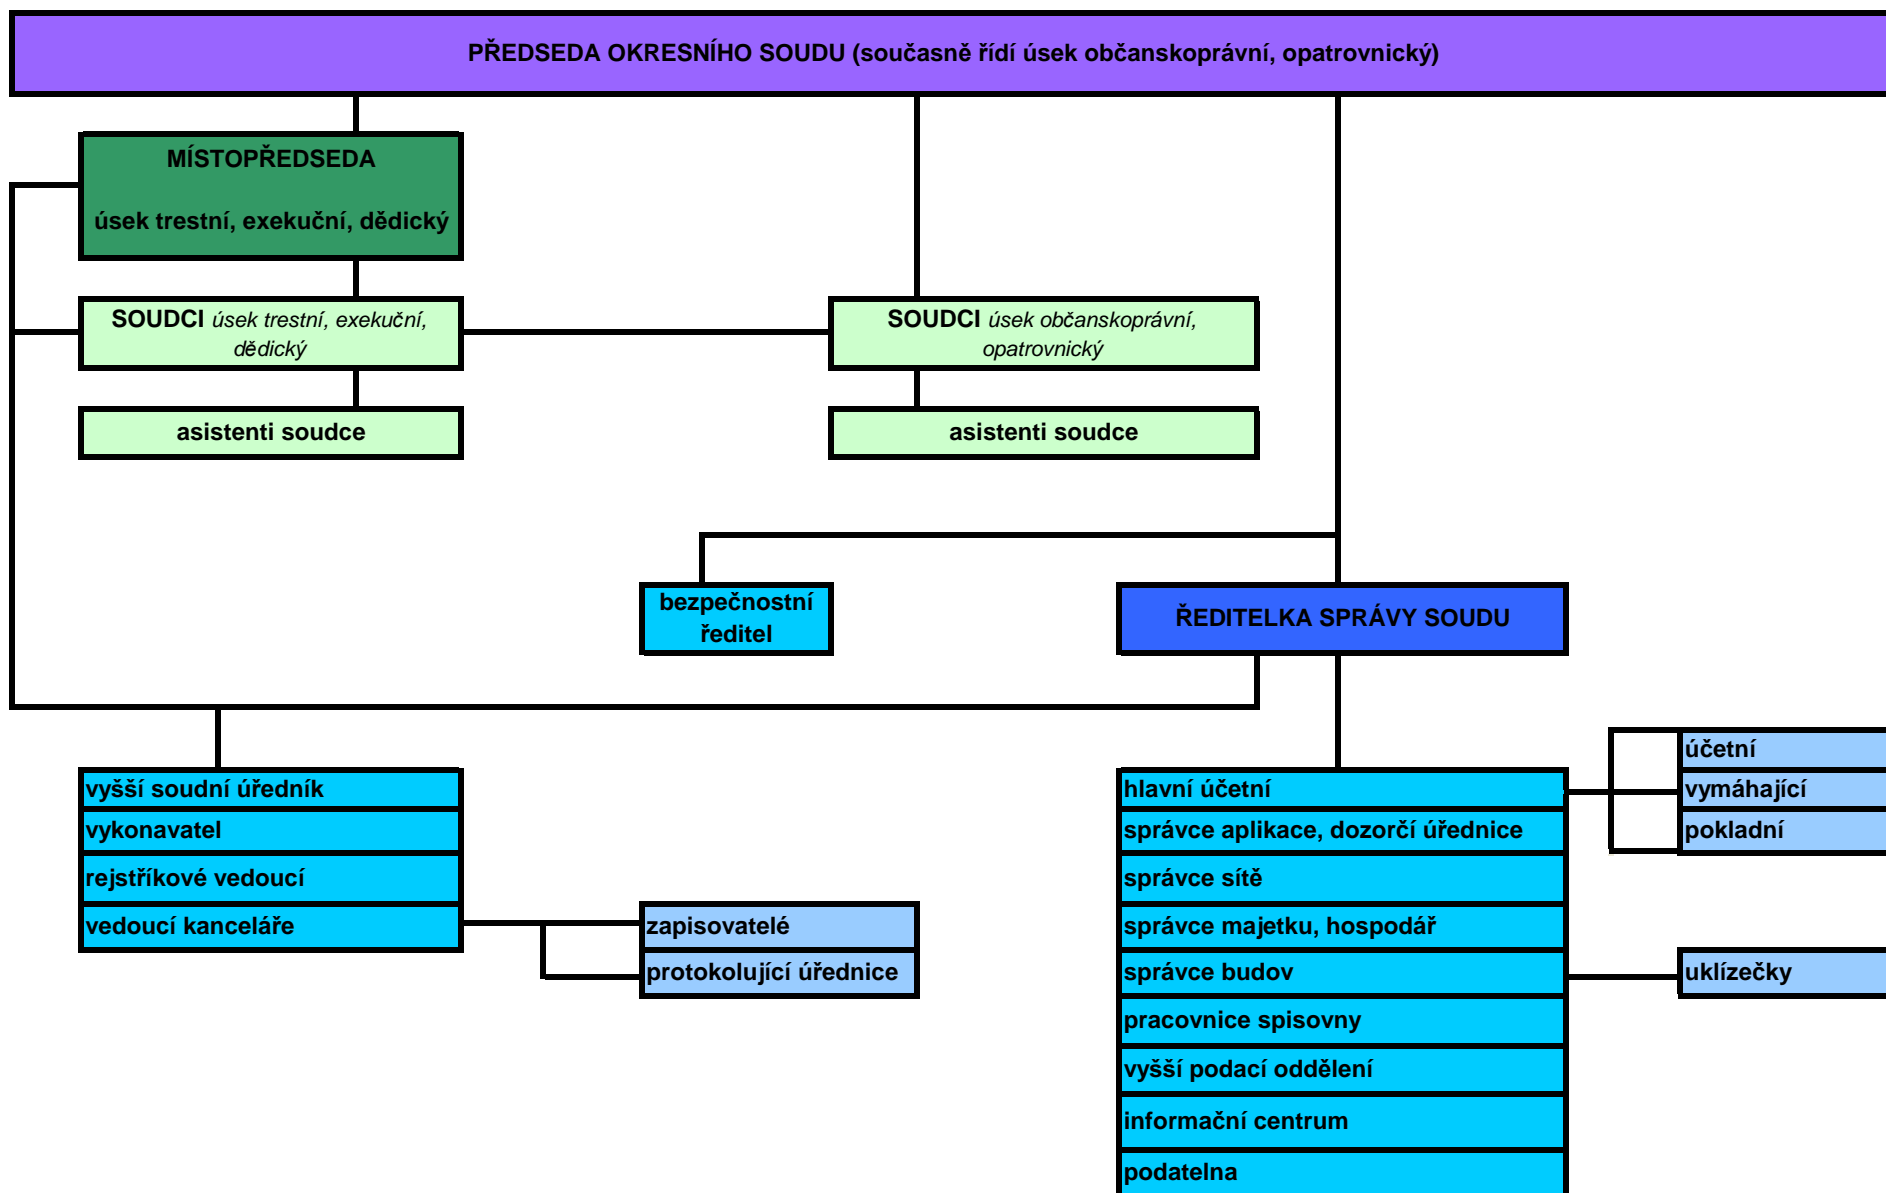 PŘEDSEDA OKRESNÍHO SOUDU (současně řídí úsek občanskoprávní, opatrovnický)
MÍSTOPŘEDSEDA
úsek trestní, exekuční, dědický
SOUDCI úsek trestní, exekuční,
dědický
SOUDCI úsek občanskoprávní,
opatrovnický
asistenti soudce
asistenti soudce
bezpečnostní
ředitel
ŘEDITELKA SPRÁVY SOUDU
vyšší soudní úředník
vykonavatel
rejstříkové vedoucí
vedoucí kanceláře
zapisovatelé
protokolující úřednice
hlavní účetní
správce aplikace, dozorčí úřednice
správce sítě
správce majetku, hospodář
správce budov
pracovnice spisovny
vyšší podací oddělení
informační centrum
podatelna
účetní
vymáhající
pokladní
uklízečky